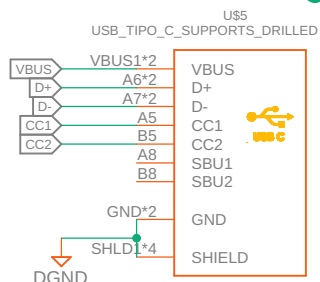 U$5
USB_TIPO_C_SUPPORTS_DRILLED
VBUS VBUS1*2 VBUS
D+ A6*2 D+
D- A7*2 D-
CC1 A5 CC1
CC2 B5 CC2
A8 SBU1
B8 SBU2
GND*2 GND
SHLD1*4 SHIELD
DGND
USB-C